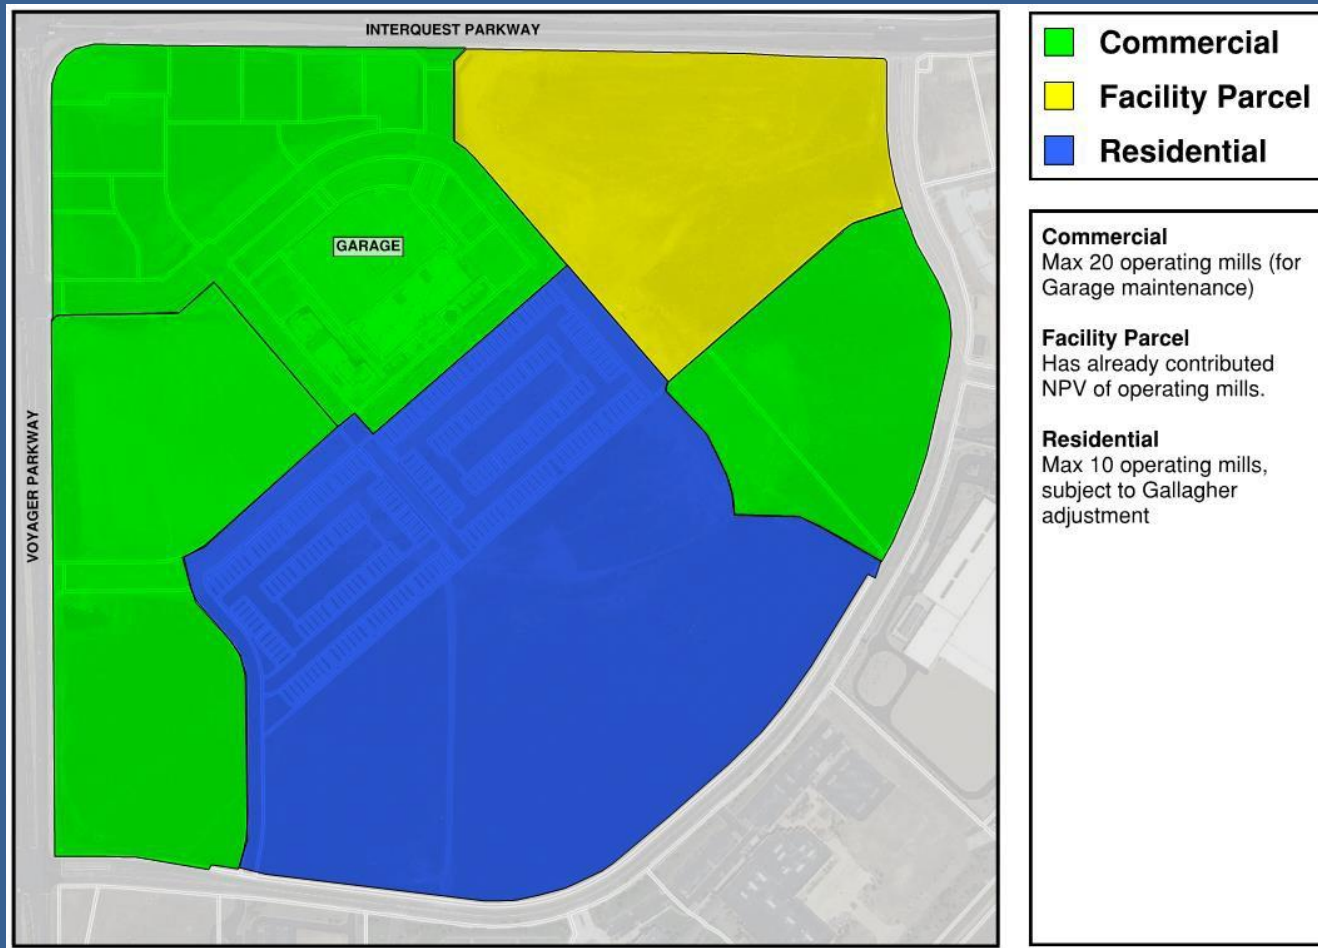 INTERQUEST PARKWAY
GARAGE
VOYAGER PARKWAY
Commercial
Facility Parcel
Residential
Commercial
Max 20 operating mills (for
Garage maintenance)
Facility Parcel
Has already contributed
NPV of operating mills.
Residential
Max 10 operating mills,
subject to Gallagher
adjustment